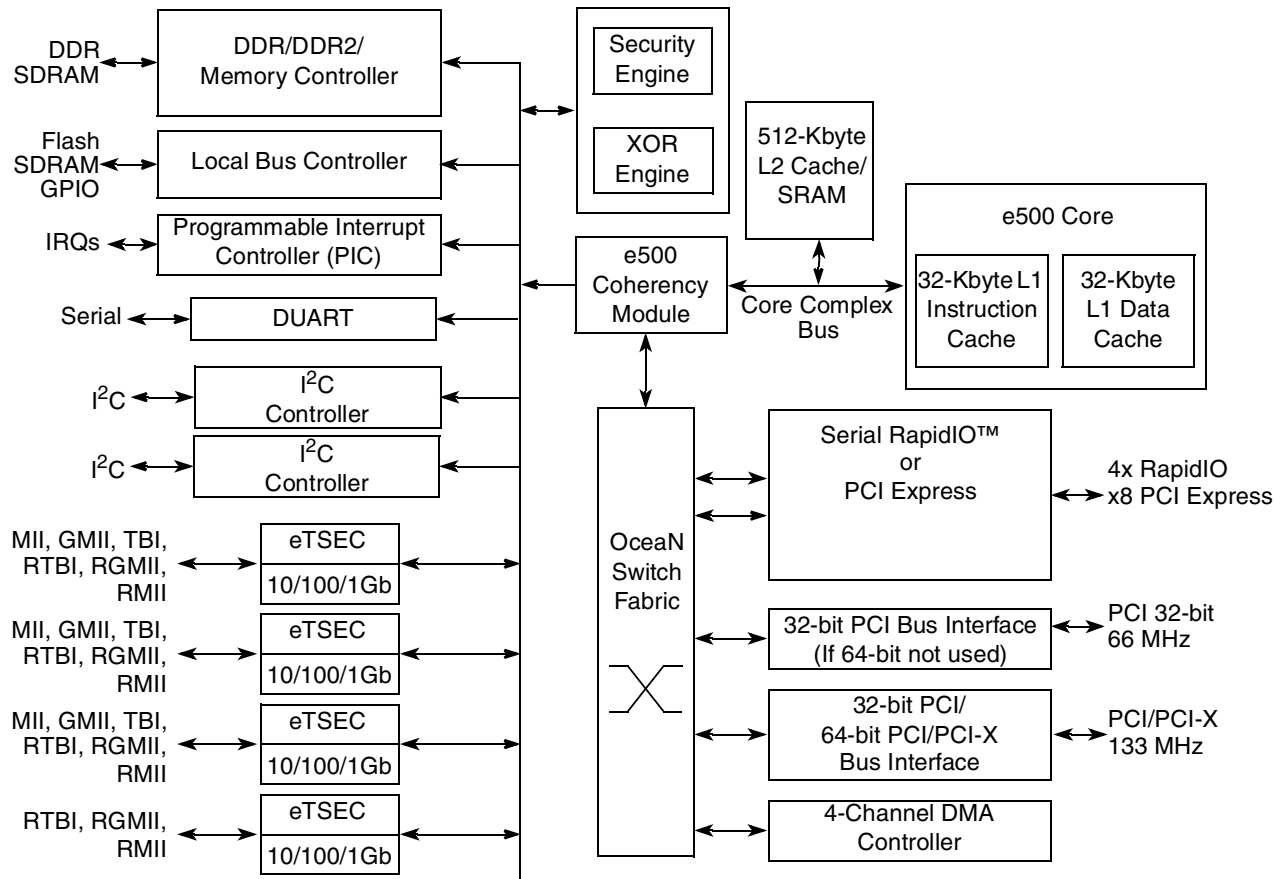 DDR
SDRAM
DDR/DDR2/
Memory Controller
Flash
SDRAM
GPIO
Local Bus Controller
IRQs
Programmable Interrupt
Controller (PIC)
Serial
DUART
I²C
I²C
Controller
I²C
I²C
Controller
MII, GMII, TBI,
RTBI, RGMII,
RMII
eTSEC
10/100/1Gb
MII, GMII, TBI,
RTBI, RGMII,
RMII
eTSEC
10/100/1Gb
MII, GMII, TBI,
RTBI, RGMII,
RMII
eTSEC
10/100/1Gb
RTBI, RGMII,
RMII
eTSEC
10/100/1Gb
Security
Engine
XOR
Engine
512-Kbyte
L2 Cache/
SRAM
e500
Coherency
Module
Core Complex
Bus
e500 Core
32-Kbyte L1
Instruction
Cache
32-Kbyte
L1 Data
Cache
OceaN
Switch
Fabric
Serial RapidIO™
or
PCI Express
4x RapidIO
x8 PCI Express
32-bit PCI Bus Interface
(If 64-bit not used)
PCI 32-bit
66 MHz
32-bit PCI/
64-bit PCI/PCI-X
Bus Interface
PCI/PCI-X
133 MHz
4-Channel DMA
Controller